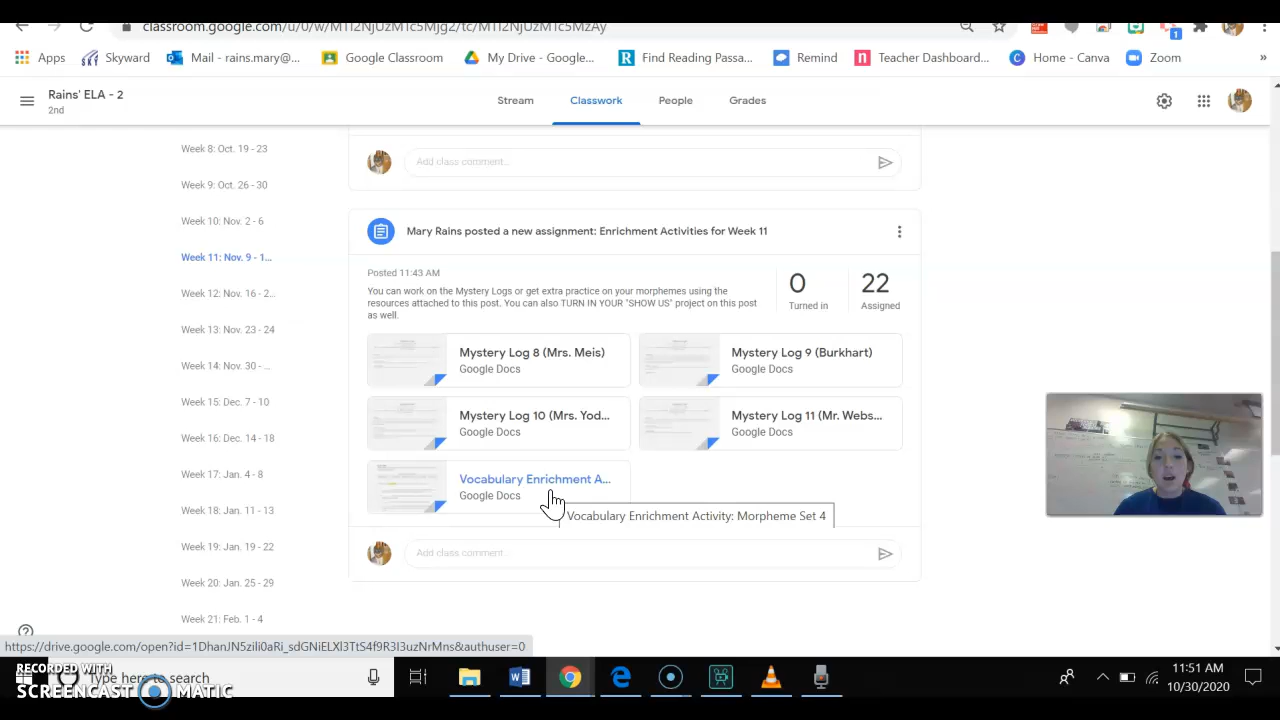 classroom.google.com/u/0/w/MTI2NjUzMTc5Mjg2/tc/MTI2NjUzMTc5MzAy
1
Apps Skyward Mail - rains.mary@... Google Classroom My Drive - Google... Find Reading Passa... Remind Teacher Dashboard... Home - Canva Zoom »
Rains' ELA - 2
2nd
Stream Classwork People Grades
Week 8: Oct. 19 - 23
Week 9: Oct. 26 - 30
Week 10: Nov. 2 - 6
Week 11: Nov. 9 - 1...
Week 12: Nov. 16 - 2...
Week 13: Nov. 23 - 24
Week 14: Nov. 30 - ...
Week 15: Dec. 7 - 10
Week 16: Dec. 14 - 18
Week 17: Jan. 4 - 8
Week 18: Jan. 11 - 13
Week 19: Jan. 19 - 22
Week 20: Jan. 25 - 29
Week 21: Feb. 1 - 4
Add class comment...
Mary Rains posted a new assignment: Enrichment Activities for Week 11
Posted 11:43 AM
You can work on the Mystery Logs or get extra practice on your morphemes using the
resources attached to this post. You can also TURN IN YOUR "SHOW US" project on this post
as well.
0 22
Turned in Assigned
Mystery Log 8 (Mrs. Meis)
Google Docs
Mystery Log 9 (Burkhart)
Google Docs
Mystery Log 10 (Mrs. Yod...
Google Docs
Mystery Log 11 (Mr. Webs...
Google Docs
Vocabulary Enrichment A...
Google Docs
Vocabulary Enrichment Activity: Morpheme Set 4
Add class comment...
RECORDED WITH
SCREENCAST MATIC
Type here to search
11:51 AM
10/30/2020